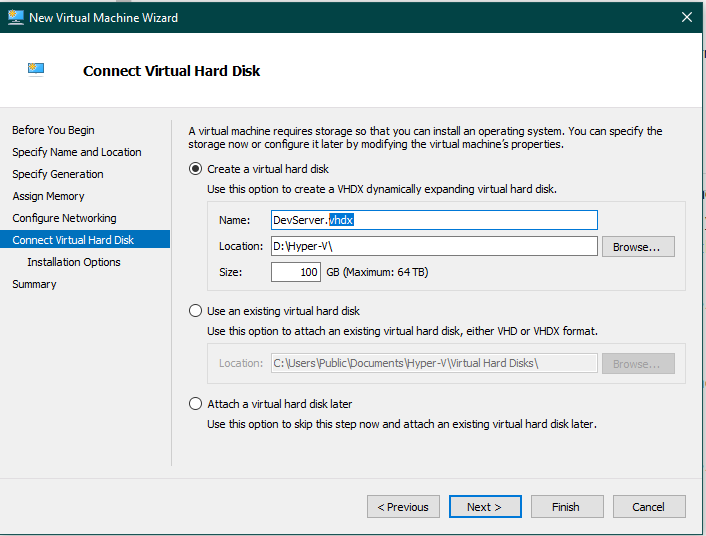 New Virtual Machine Wizard
Connect Virtual Hard Disk
Before You Begin
Specify Name and Location
Specify Generation
Assign Memory
Configure Networking
Connect Virtual Hard Disk
Installation Options
Summary
A virtual machine requires storage so that you can install an operating system. You can specify the
storage now or configure it later by modifying the virtual machine's properties.
Create a virtual hard disk
Use this option to create a VHDX dynamically expanding virtual hard disk.
Name: DevServer.vhdx
Location: D:\Hyper-V\ Browse...
Size: 100 GB (Maximum: 64 TB)
Use an existing virtual hard disk
Use this option to attach an existing virtual hard disk, either VHD or VHDX format.
Location: C:\Users\Public\Documents\Hyper-V\Virtual Hard Disks\ Browse...
Attach a virtual hard disk later
Use this option to skip this step now and attach an existing virtual hard disk later.
< Previous Next > Finish Cancel